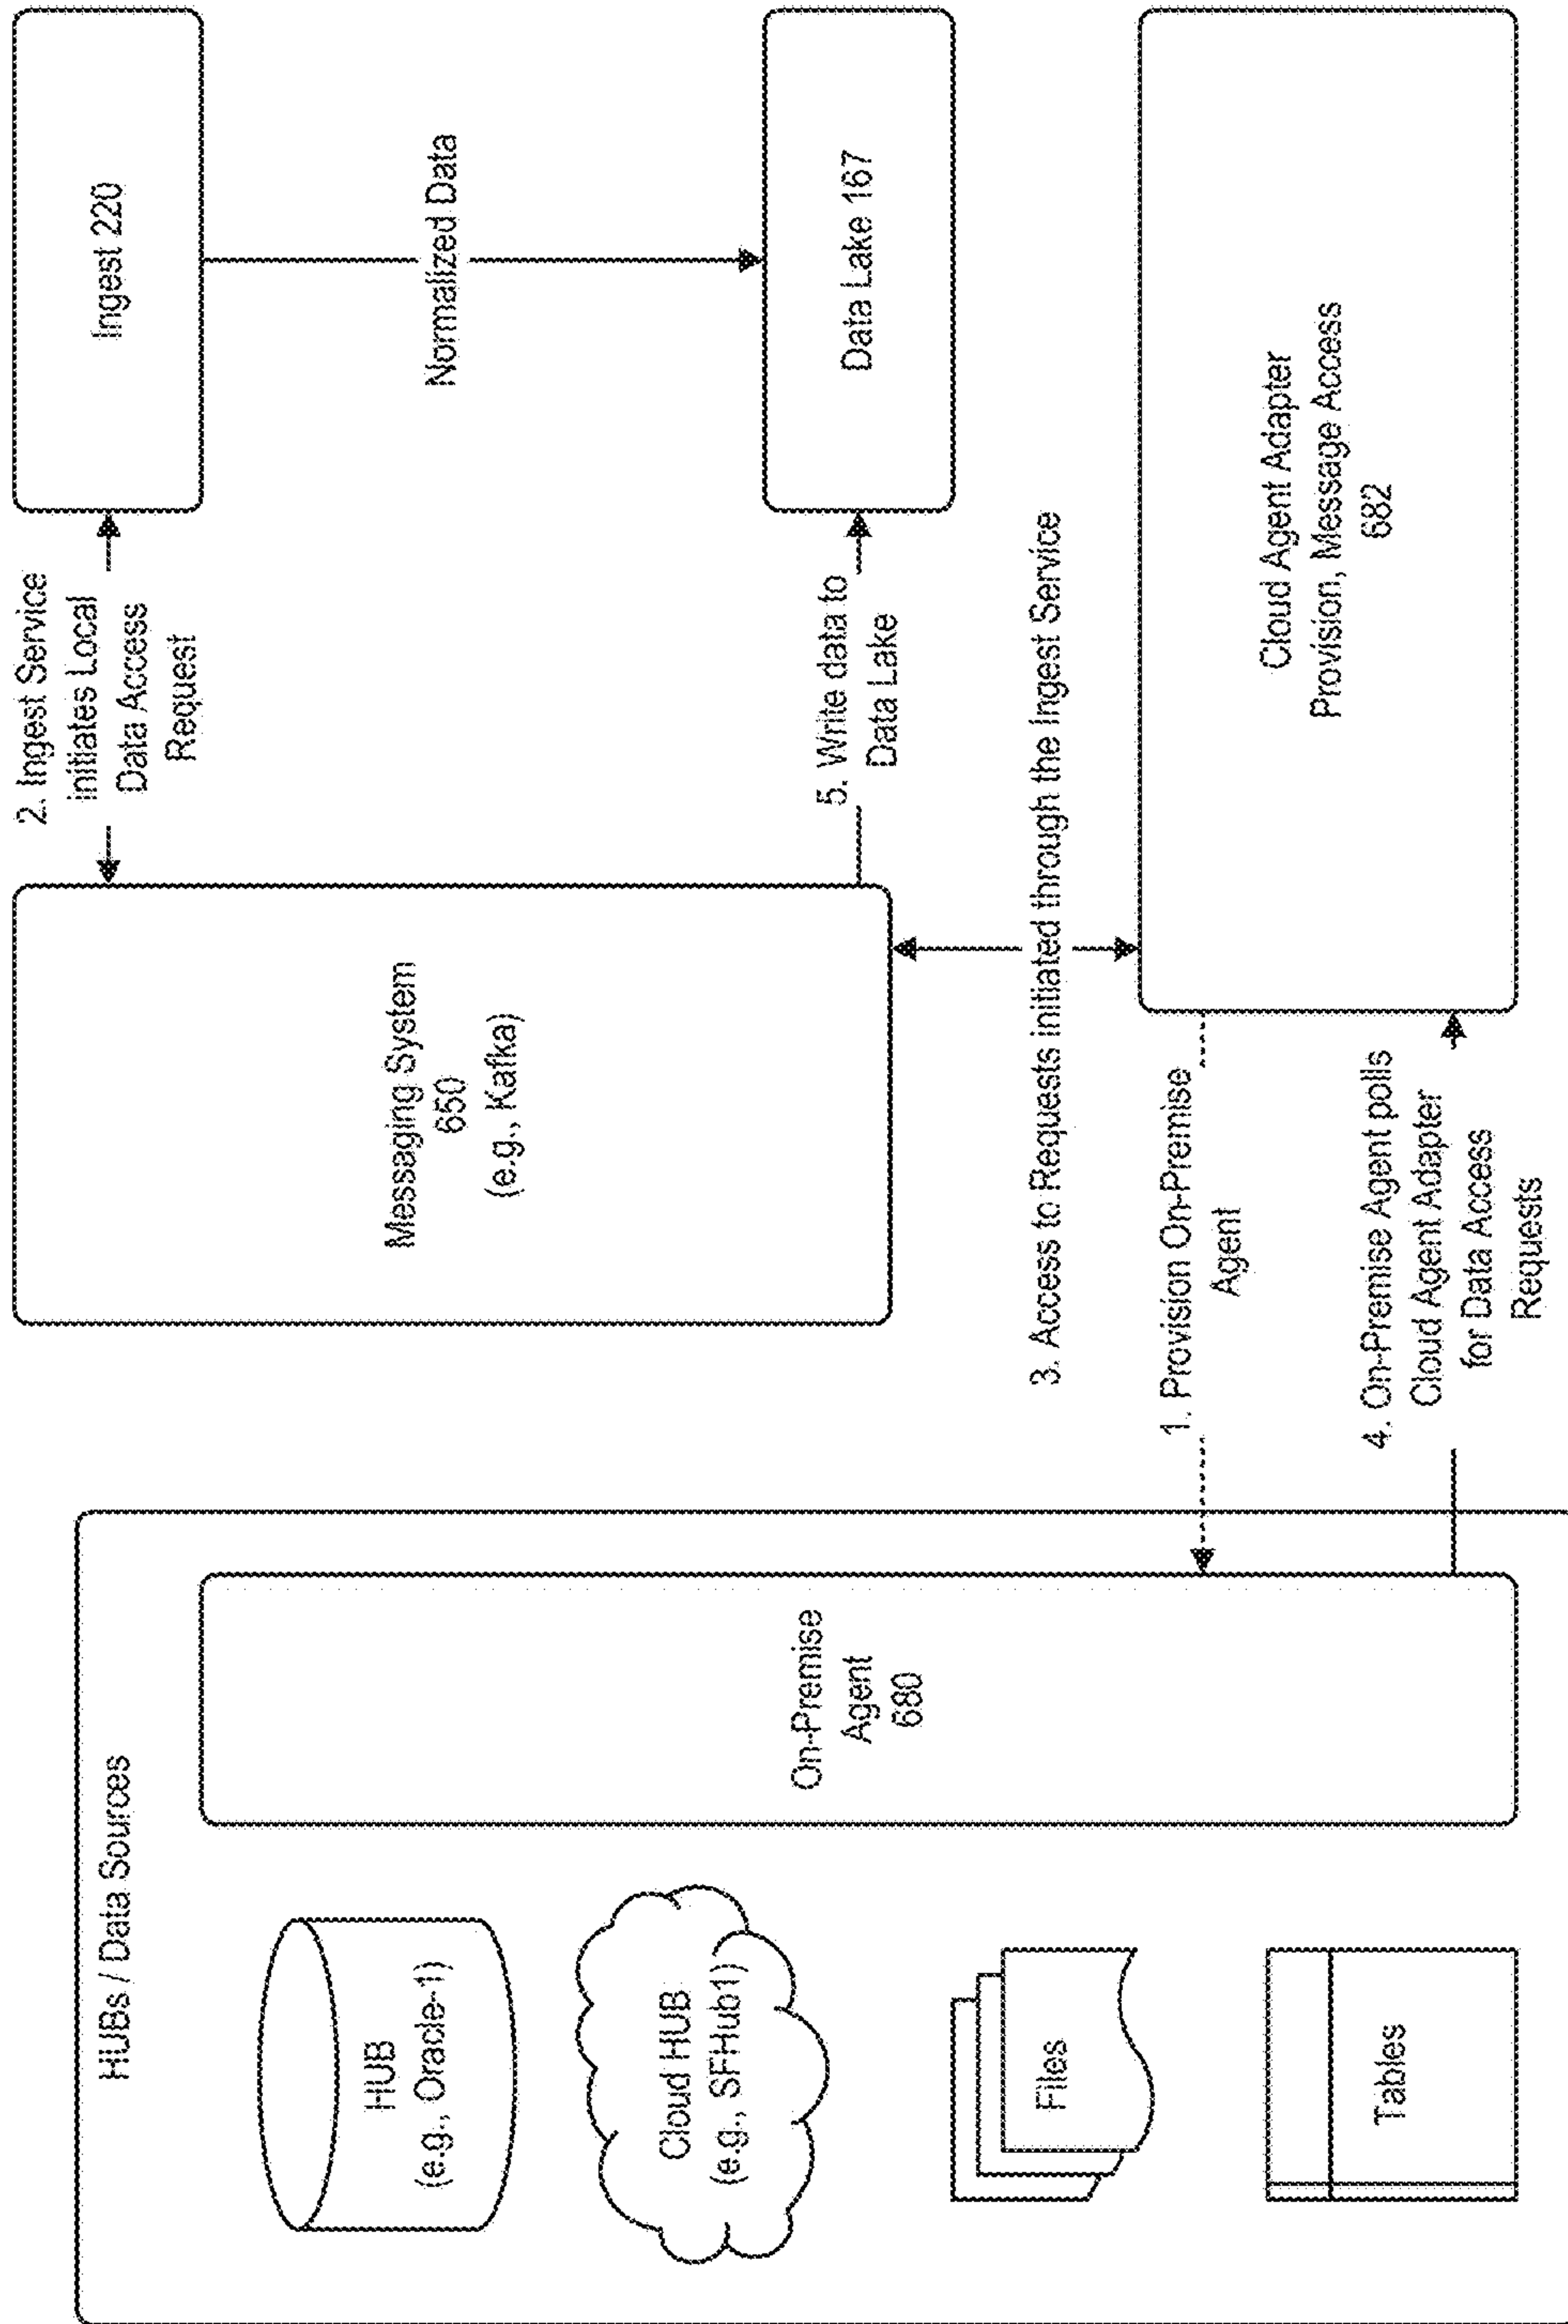 HUBs / Data Sources
HUB
(e.g., Oracle-1)
Cloud HUB
(e.g., SFHub1)
Files
Tables
On-Premise
Agent
680
Messaging System
650
(e.g., Kafka)
2. Ingest Service
initiates Local
Data Access
Request
Ingest 220
Normalized Data
5. Write data to
Data Lake
Data Lake 167
3. Access to Requests initiated through the Ingest Service
1. Provision On-Premise
Agent
4. On-Premise Agent polls
Cloud Agent Adapter
for Data Access
Requests
Cloud Agent Adapter
Provision, Message Access
682